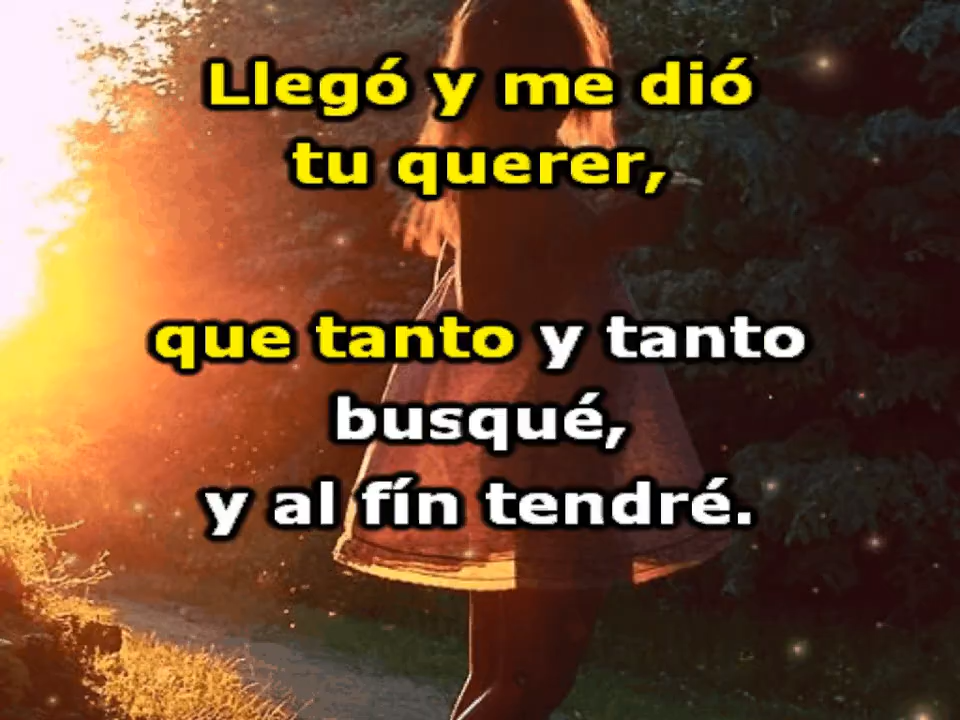 Llegó y me dió
tu querer,
que tanto y tanto
busqué,
y al fín tendré.